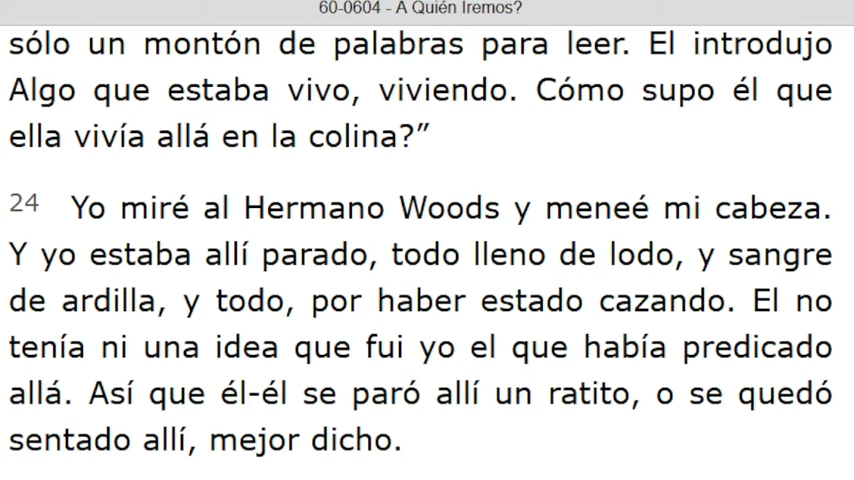 60-0604 - A Quién Iremos?
sólo un montón de palabras para leer. El introdujo
Algo que estaba vivo, viviendo. Cómo supo él que
ella vivía allá en la colina?”
24 Yo miré al Hermano Woods y meneé mi cabeza.
Y yo estaba allí parado, todo lleno de lodo, y sangre
de ardilla, y todo, por haber estado cazando. El no
tenía ni una idea que fui yo el que había predicado
allá. Así que él-él se paró allí un ratito, o se quedó
sentado allí, mejor dicho.